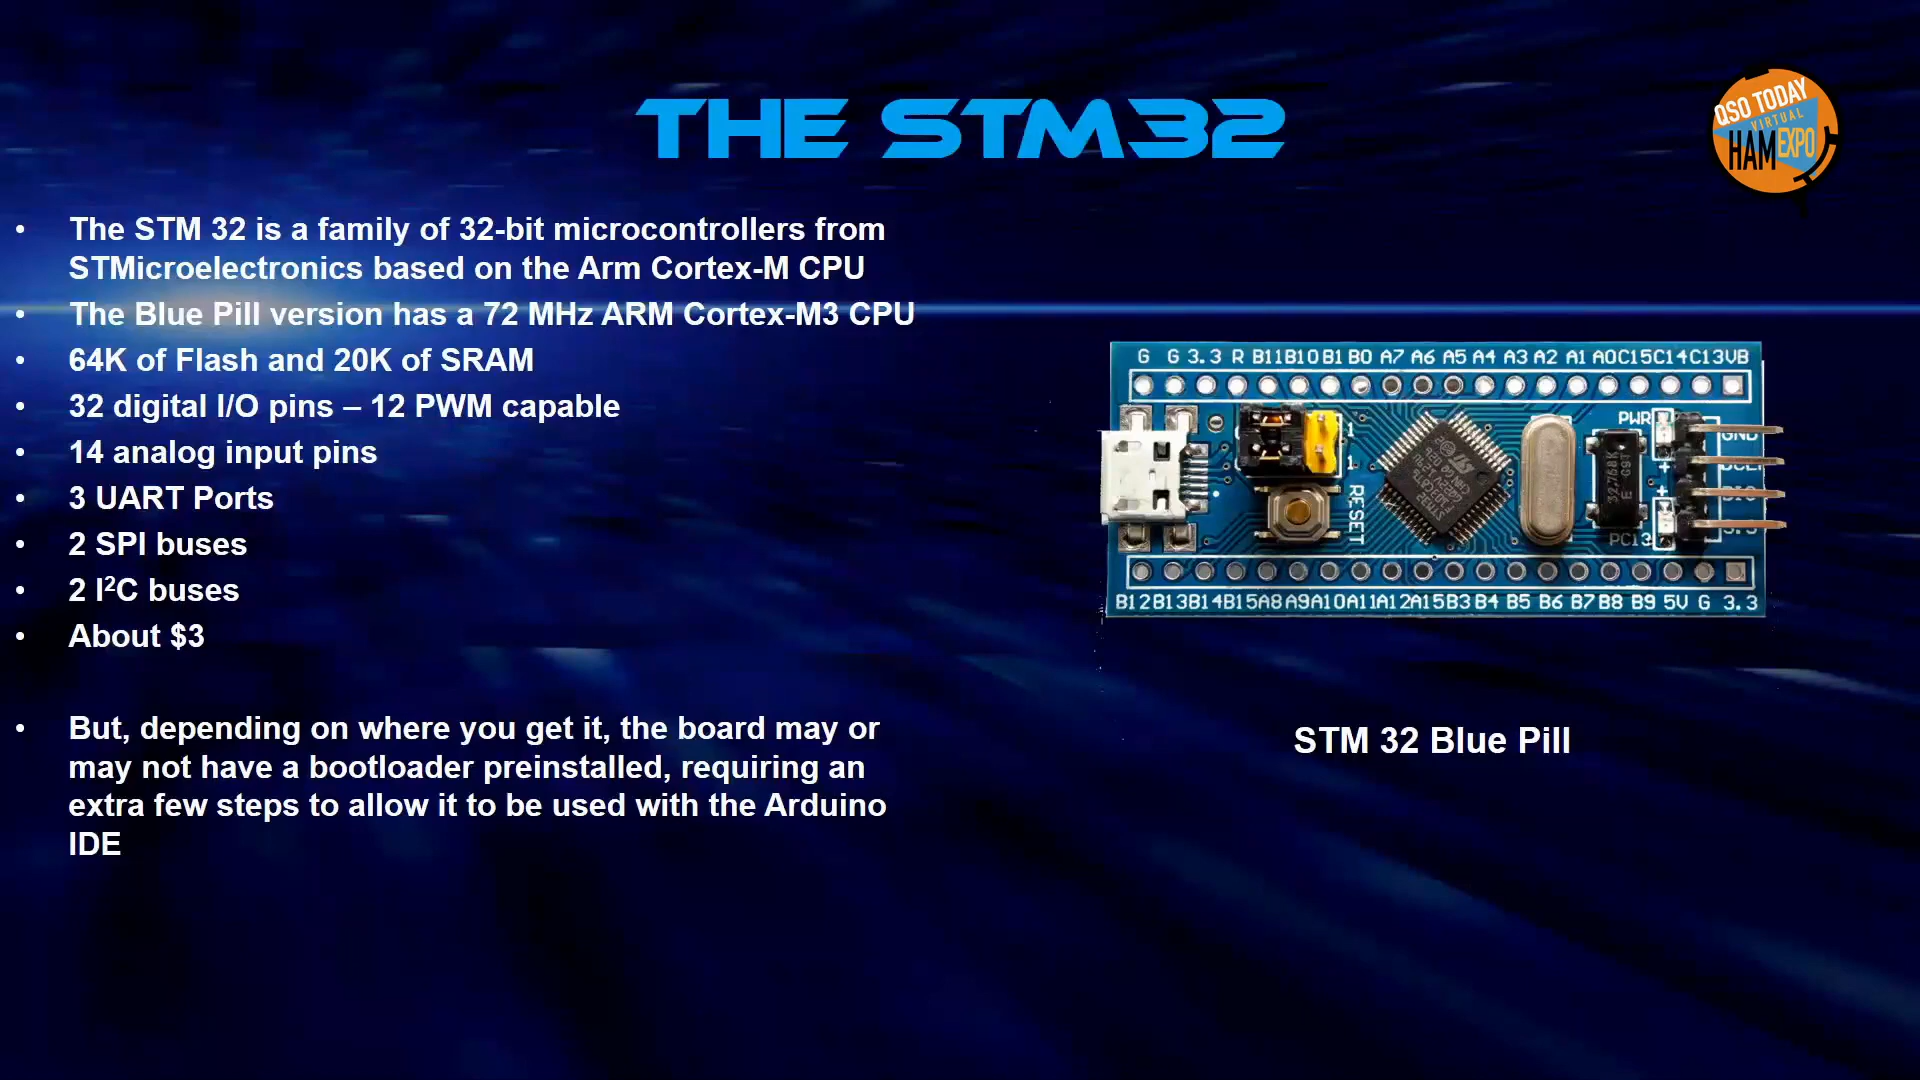 THE STM32
QSO TODAY
VIRTUAL
HAM EXPO
• The STM 32 is a family of 32-bit microcontrollers from
STMicroelectronics based on the Arm Cortex-M CPU
• The Blue Pill version has a 72 MHz ARM Cortex-M3 CPU
• 64K of Flash and 20K of SRAM
• 32 digital I/O pins – 12 PWM capable
• 14 analog input pins
• 3 UART Ports
• 2 SPI buses
• 2 I²C buses
• About $3
• But, depending on where you get it, the board may or
may not have a bootloader preinstalled, requiring an
extra few steps to allow it to be used with the Arduino
IDE
G G 3.3 R B11 B10 B1 B0 A7 A6 A5 A4 A3 A2 A1 A0 C15 C14 C13 VB
PWR
GND
1
1
RESET
PC13
B12 B13 B14 B15 A8 A9 A10 A11 A12 A15 B3 B4 B5 B6 B7 B8 B9 5V G 3.3
STM 32 Blue Pill